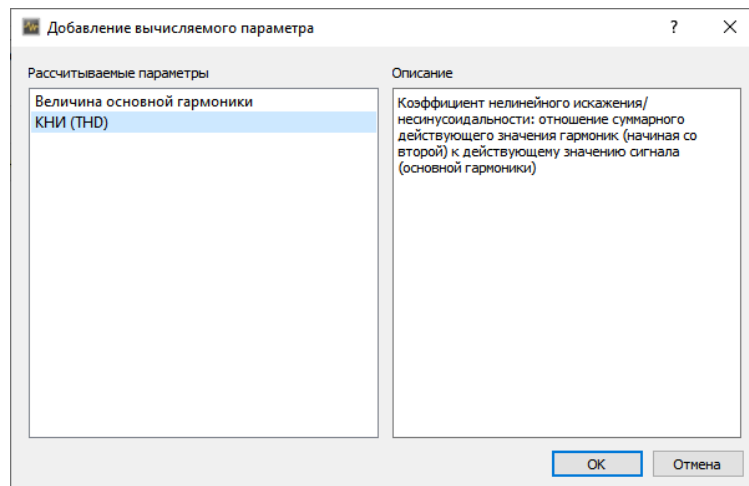 Добавление вычисляемого параметра
?
Рассчитываемые параметры
Описание
Величина основной гармоники
КНИ (THD)
Коэффициент нелинейного искажения/
несинусоидальности: отношение суммарного
действующего значения гармоник (начиная со
второй) к действующему значению сигнала
(основной гармоники)
OK
Отмена